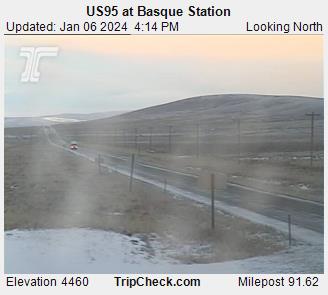 US95 at Basque Station
Updated: Jan 06 2024 4:14 PM Looking North
Elevation 4460 TripCheck.com Milepost 91.62